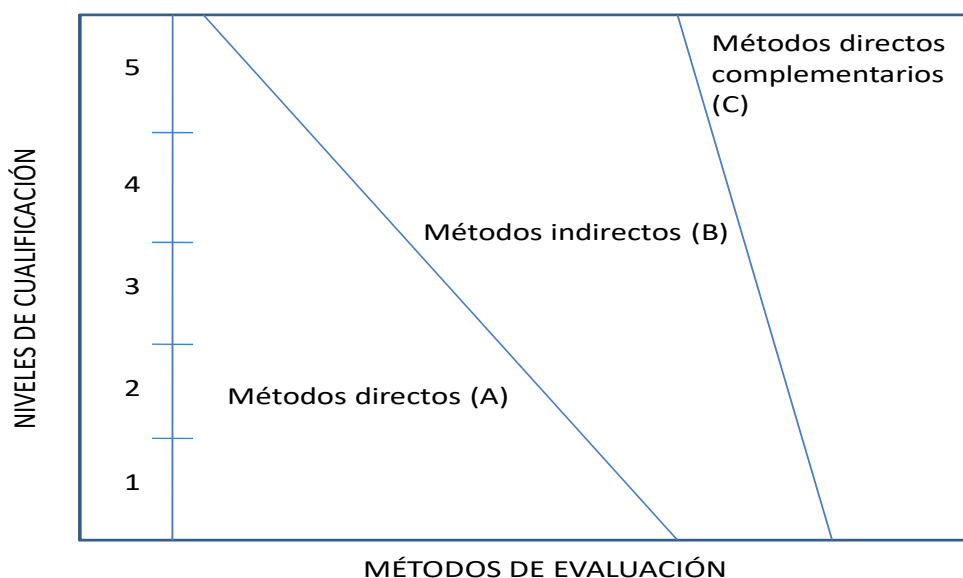 Métodos directos
complementarios
(C)
5
4
Métodos indirectos (B)
3
2
Métodos directos (A)
1
NIVELES DE CUALIFICACIÓN
MÉTODOS DE EVALUACIÓN